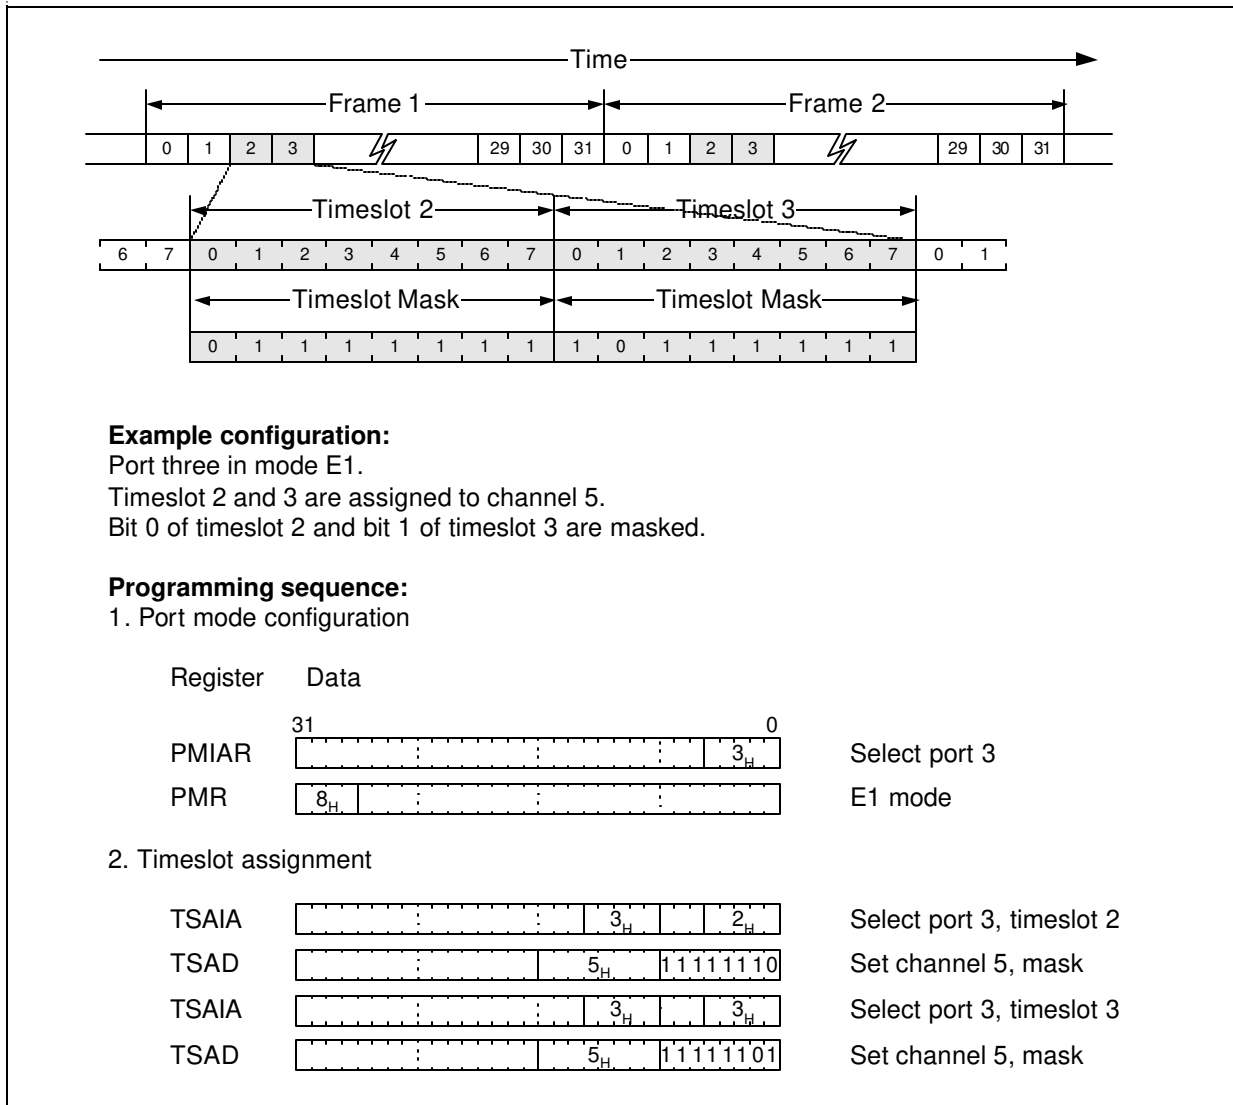 Time
Frame 1 Frame 2
0 1 2 3 29 30 31 0 1 2 3 29 30 31
Timeslot 2 Timeslot 3
6 7 0 1 2 3 4 5 6 7 0 1 2 3 4 5 6 7 0 1
Timeslot Mask Timeslot Mask
0 1 1 1 1 1 1 1 1 0 1 1 1 1 1 1
Example configuration:
Port three in mode E1.
Timeslot 2 and 3 are assigned to channel 5.
Bit 0 of timeslot 2 and bit 1 of timeslot 3 are masked.
Programming sequence:
1. Port mode configuration
Register Data
31 0
PMIAR 3H Select port 3
PMR 8H E1 mode
2. Timeslot assignment
TSAIA 3H 2H Select port 3, timeslot 2
TSAD 5H 11111110 Set channel 5, mask
TSAIA 3H 3H Select port 3, timeslot 3
TSAD 5H 11111101 Set channel 5, mask